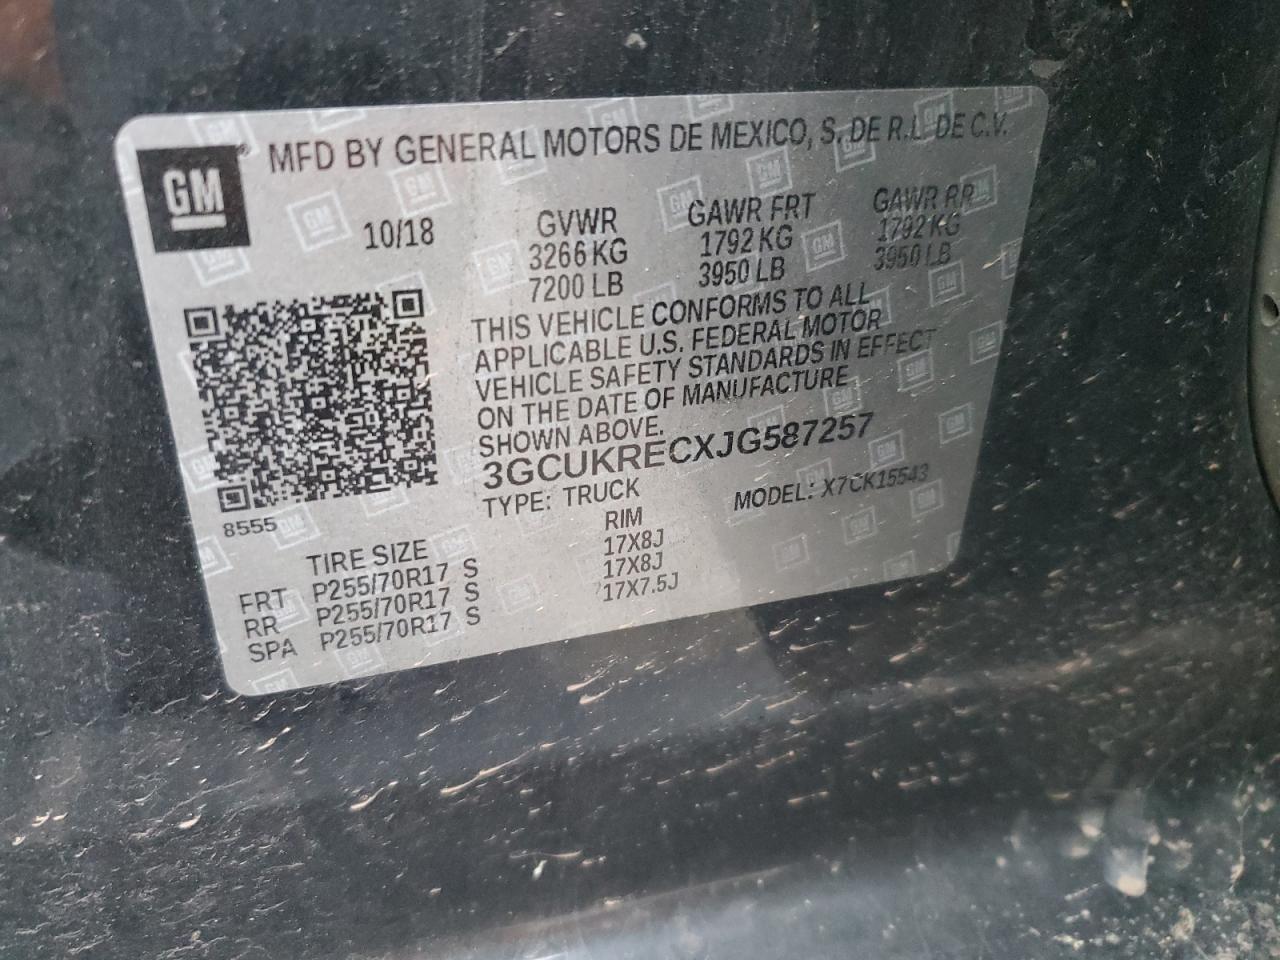 GM
MFD BY GENERAL MOTORS DE MEXICO, S. DE R.L. DE C.V.
10/18
GVWR GAWR FRT GAWR RR
3266 KG 1792 KG 1792 KG
7200 LB 3950 LB 3950 LB
THIS VEHICLE CONFORMS TO ALL
APPLICABLE U.S. FEDERAL MOTOR
VEHICLE SAFETY STANDARDS IN EFFECT
ON THE DATE OF MANUFACTURE
SHOWN ABOVE.
3GCUKRECXJG587257
TYPE: TRUCK MODEL: X7CK15543
8555
TIRE SIZE RIM
FRT P255/70R17 S 17X8J
RR P255/70R17 S 17X8J
SPA P255/70R17 S 17X7.5J